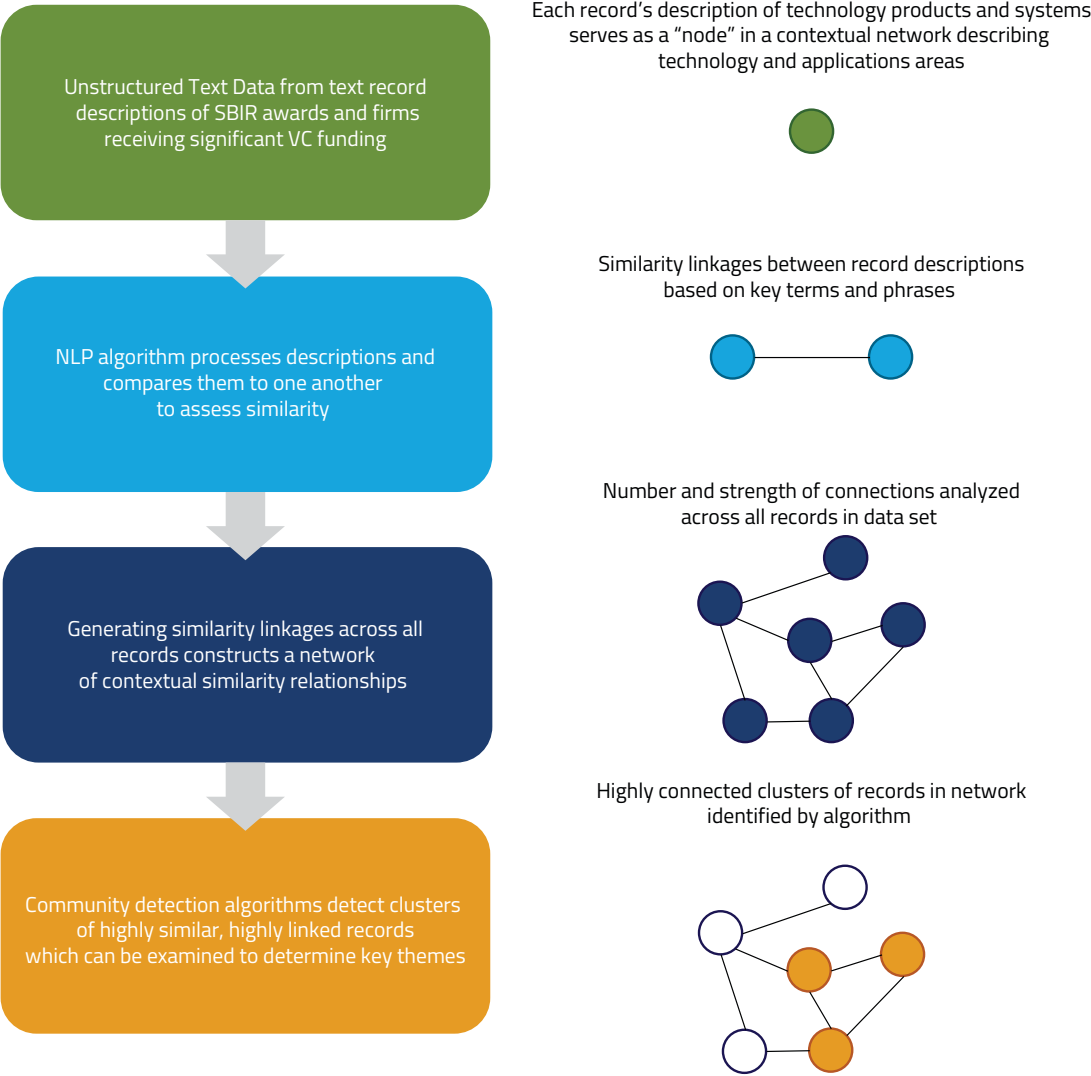 Each record’s description of technology products and systems
serves as a “node” in a contextual network describing
technology and applications areas
Unstructured Text Data from text record
descriptions of SBIR awards and firms
receiving significant VC funding
Similarity linkages between record descriptions
based on key terms and phrases
NLP algorithm processes descriptions and
compares them to one another
to assess similarity
Number and strength of connections analyzed
across all records in data set
Generating similarity linkages across all
records constructs a network
of contextual similarity relationships
Highly connected clusters of records in network
identified by algorithm
Community detection algorithms detect clusters
of highly similar, highly linked records
which can be examined to determine key themes